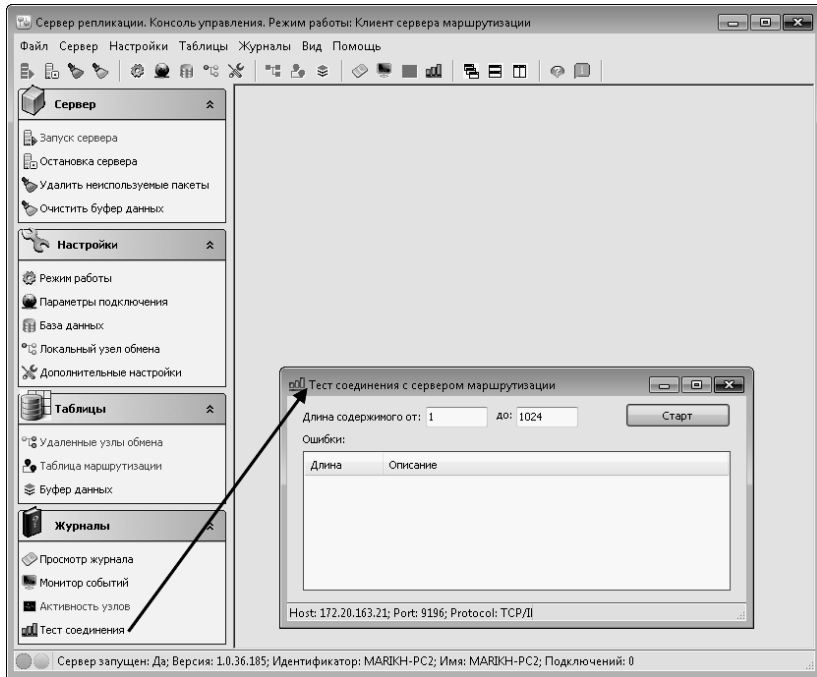 Сервер репликации. Консоль управления. Режим работы: Клиент сервера маршрутизации
Файл Сервер Настройки Таблицы Журналы Вид Помощь
Сервер
Запуск сервера
Остановка сервера
Удалить неиспользуемые пакеты
Очистить буфер данных
Настройки
Режим работы
Параметры подключения
База данных
Локальный узел обмена
Дополнительные настройки
Таблицы
Удаленные узлы обмена
Таблица маршрутизации
Буфер данных
Журналы
Просмотр журнала
Монитор событий
Активность узлов
Тест соединения
Тест соединения с сервером маршрутизации
Длина содержимого от: 1 до: 1024 Старт
Ошибки:
Длина Описание
Host: 172.20.163.21; Port: 9196; Protocol: TCP/II
Сервер запущен: Да; Версия: 1.0.36.185; Идентификатор: MARIKH-PC2; Имя: MARIKH-PC2; Подключений: 0